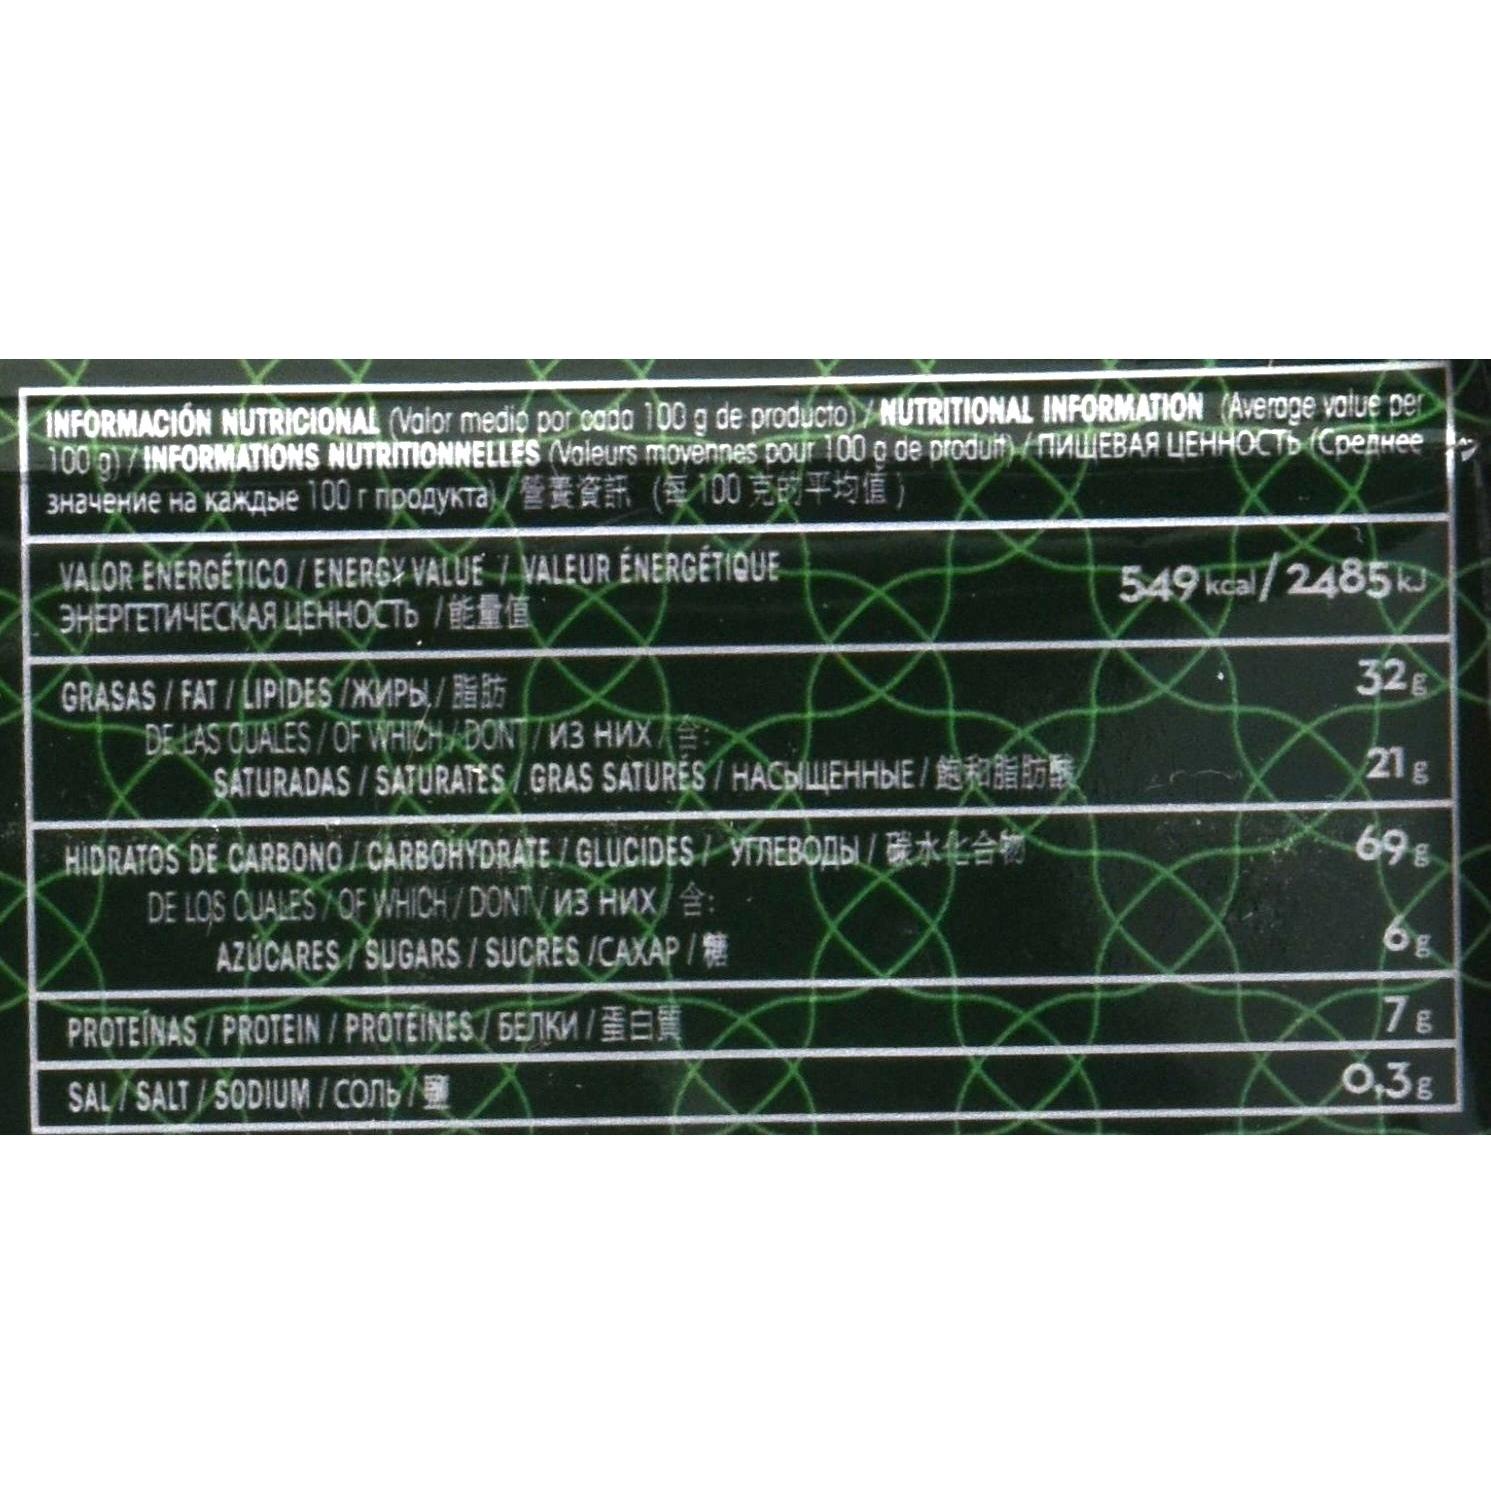 INFORMACIÓN NUTRICIONAL (Valor medio por cada 100 g de producto) / NUTRITIONAL INFORMATION (Average value per
100 g) / INFORMATIONS NUTRITIONNELLES (Valeurs moyennes pour 100 g de produit) / ПИЩЕВАЯ ЦЕННОСТЬ (Среднее
значение на каждые 100 г продукта) / 營養資訊 (每 100 克的平均值)
VALOR ENERGÉTICO / ENERGY VALUE / VALEUR ÉNERGÉTIQUE
ЭНЕРГЕТИЧЕСКАЯ ЦЕННОСТЬ / 能量值
549 kcal / 2485 kJ
GRASAS / FAT / LIPIDES /ЖИРЫ / 脂肪 32 g
DE LAS CUALES / OF WHICH / DONT / ИЗ НИХ / 含:
SATURADAS / SATURATES / GRAS SATURÉS / НАСЫЩЕННЫЕ / 飽和脂肪酸 21 g
HIDRATOS DE CARBONO / CARBOHYDRATE / GLUCIDES / УГЛЕВОДЫ / 碳水化合物 69 g
DE LOS CUALES / OF WHICH / DONT / ИЗ НИХ / 含:
AZÚCARES / SUGARS / SUCRES /САХАР / 糖 6 g
PROTEÍNAS / PROTEIN / PROTÉINES / БЕЛКИ / 蛋白質 7 g
SAL / SALT / SODIUM / СОЛЬ / 鹽 0,3 g